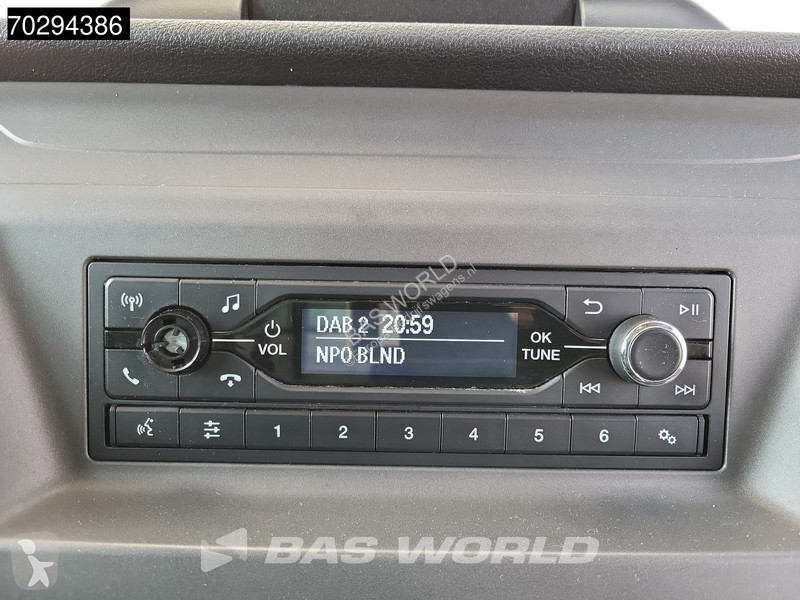 70294386
BAS WORLD
DAB 2 20:59
NPO BLND
VOL
OK
TUNE
1 2 3 4 5 6
BAS WORLD